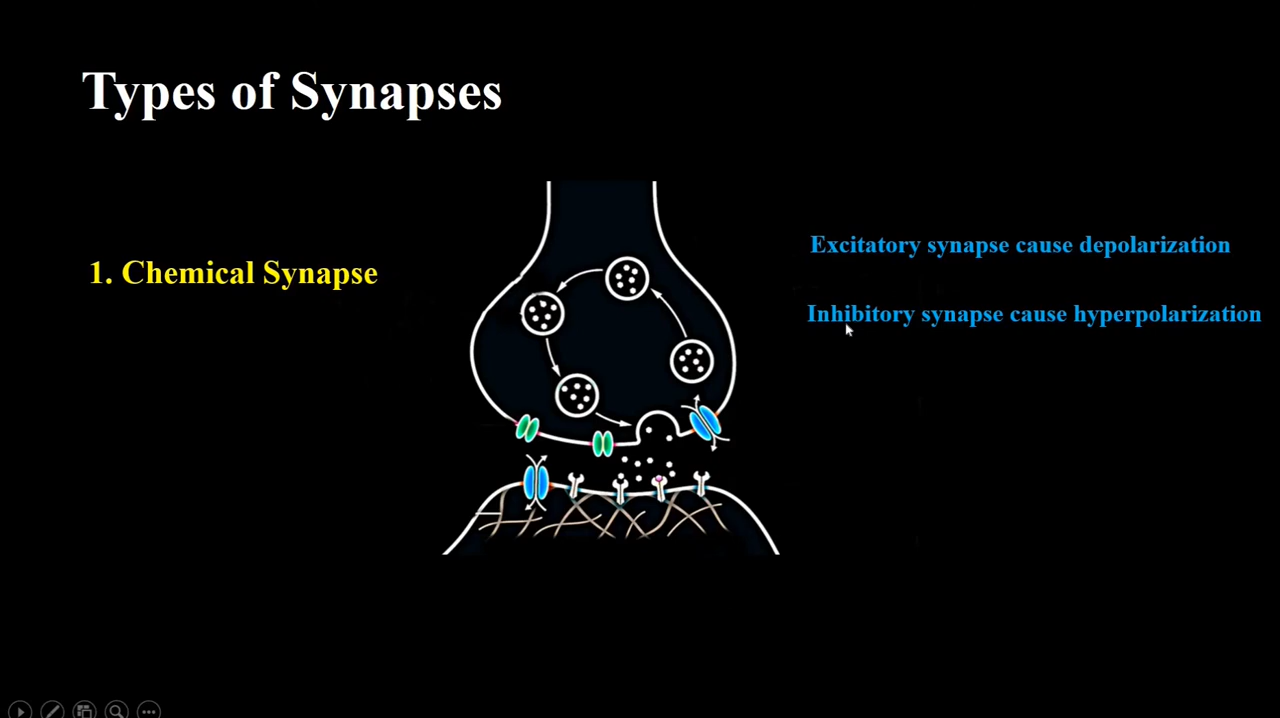 Types of Synapses
1. Chemical Synapse
Excitatory synapse cause depolarization
Inhibitory synapse cause hyperpolarization